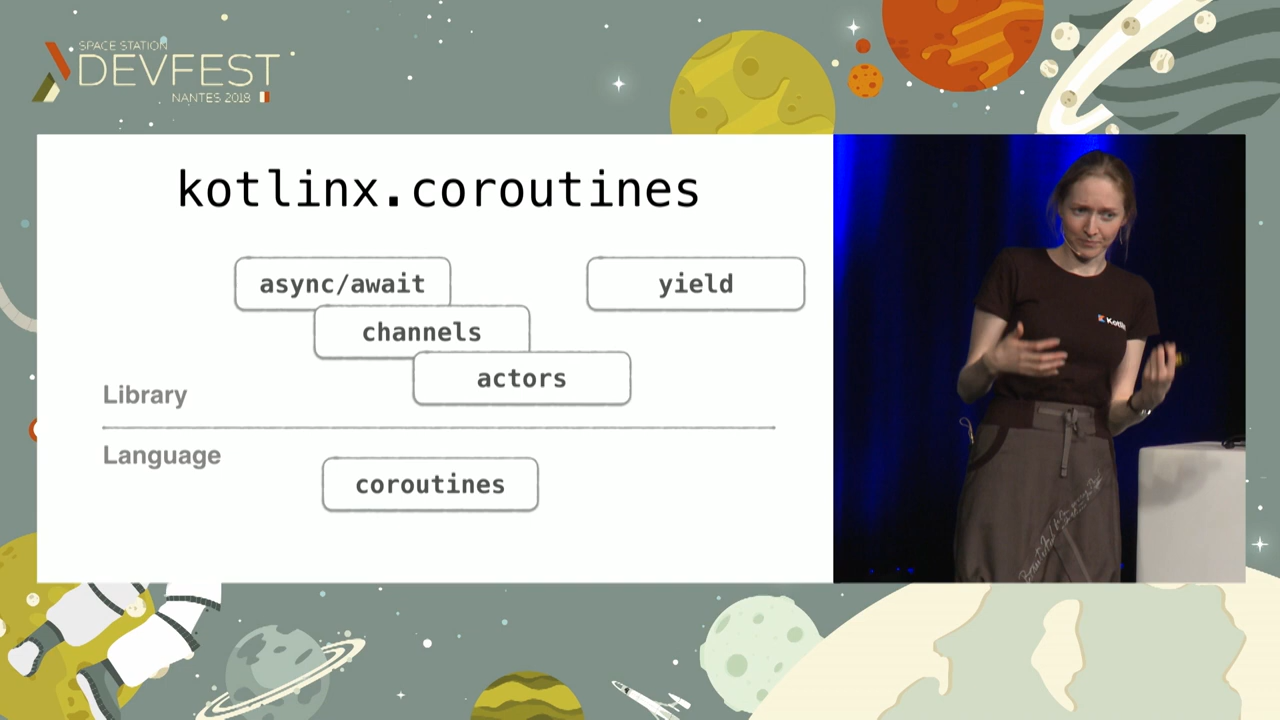 SPACE STATION
DEVFEST
NANTES 2018
kotlinx.coroutines
async/await
yield
channels
actors
Library
Language
coroutines
Kotlin